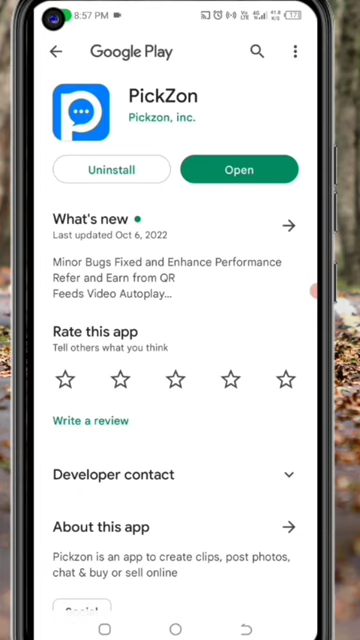 8:57 PM
Google Play
PickZon
Pickzon, inc.
Uninstall
Open
What's new
Last updated Oct 6, 2022
Minor Bugs Fixed and Enhance Performance
Refer and Earn from QR
Feeds Video Autoplay...
Rate this app
Tell others what you think
Write a review
Developer contact
About this app
Pickzon is an app to create clips, post photos,
chat & buy or sell online
Social